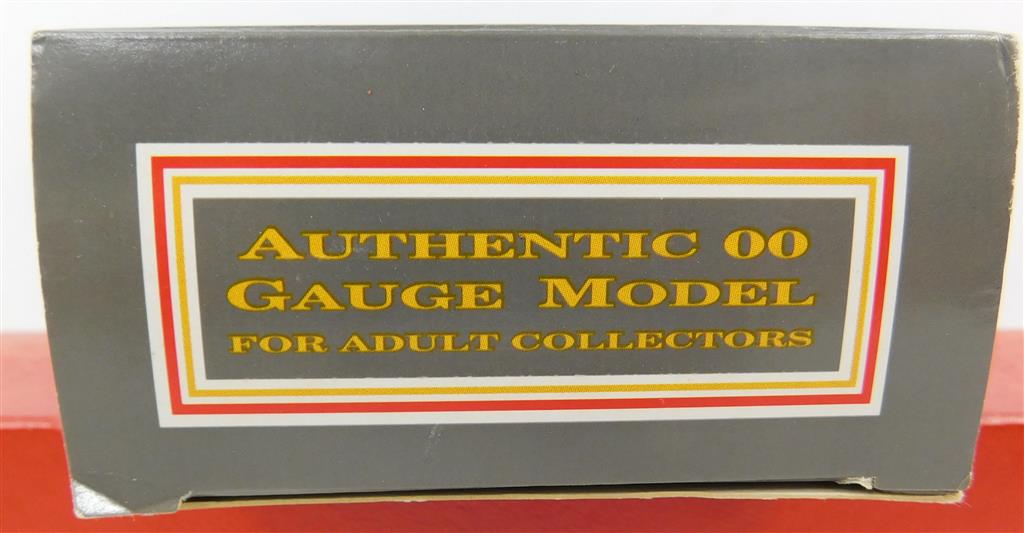 AUTHENTIC 00
GAUGE MODEL
FOR ADULT COLLECTORS